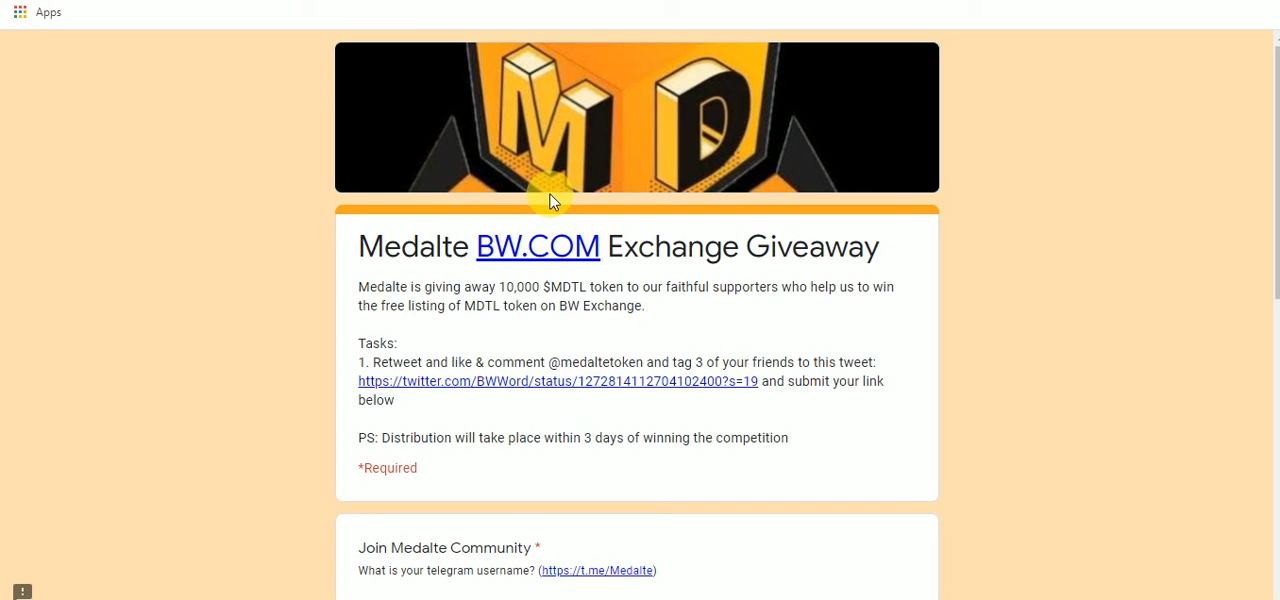 Apps
M D
Medalte BW.COM Exchange Giveaway
Medalte is giving away 10,000 $MDTL token to our faithful supporters who help us to win
the free listing of MDTL token on BW Exchange.
Tasks:
1. Retweet and like & comment @medaltetoken and tag 3 of your friends to this tweet:
https://twitter.com/BWWord/status/1272814112704102400?s=19 and submit your link
below
PS: Distribution will take place within 3 days of winning the competition
*Required
Join Medalte Community *
What is your telegram username? (https://t.me/Medalte)
!